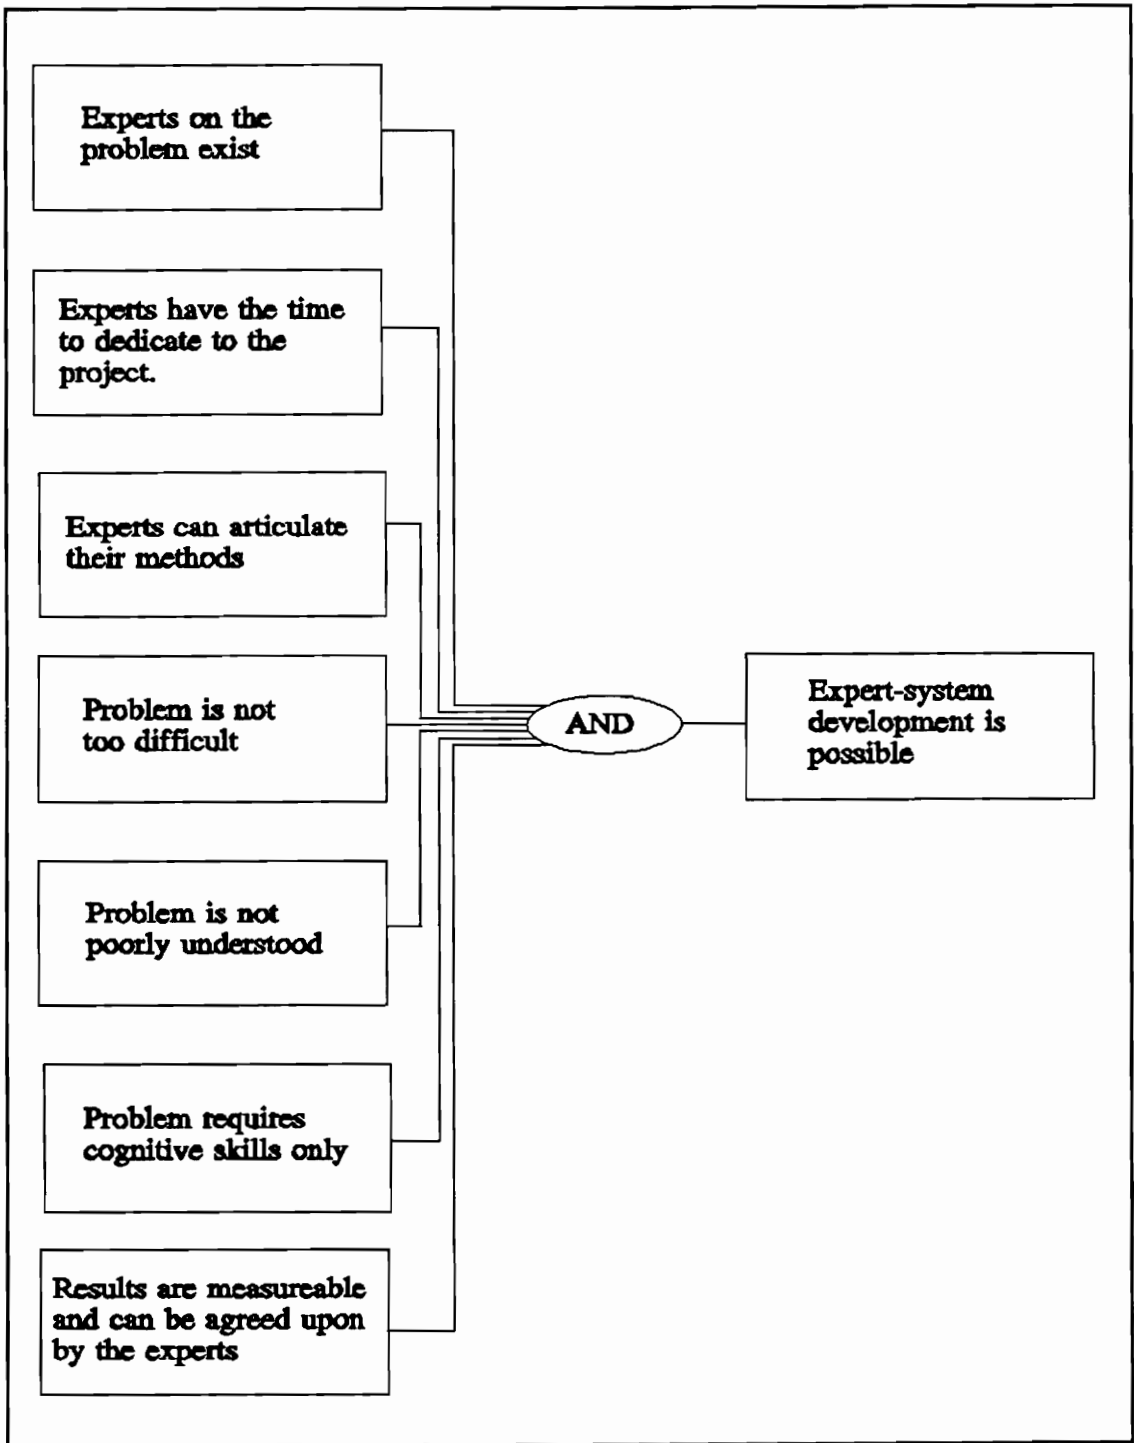 Experts on the
problem exist
Experts have the time
to dedicate to the
project.
Experts can articulate
their methods
Problem is not
too difficult
Problem is not
poorly understood
Problem requires
cognitive skills only
Results are measureable
and can be agreed upon
by the experts
AND
Expert-system
development is
possible